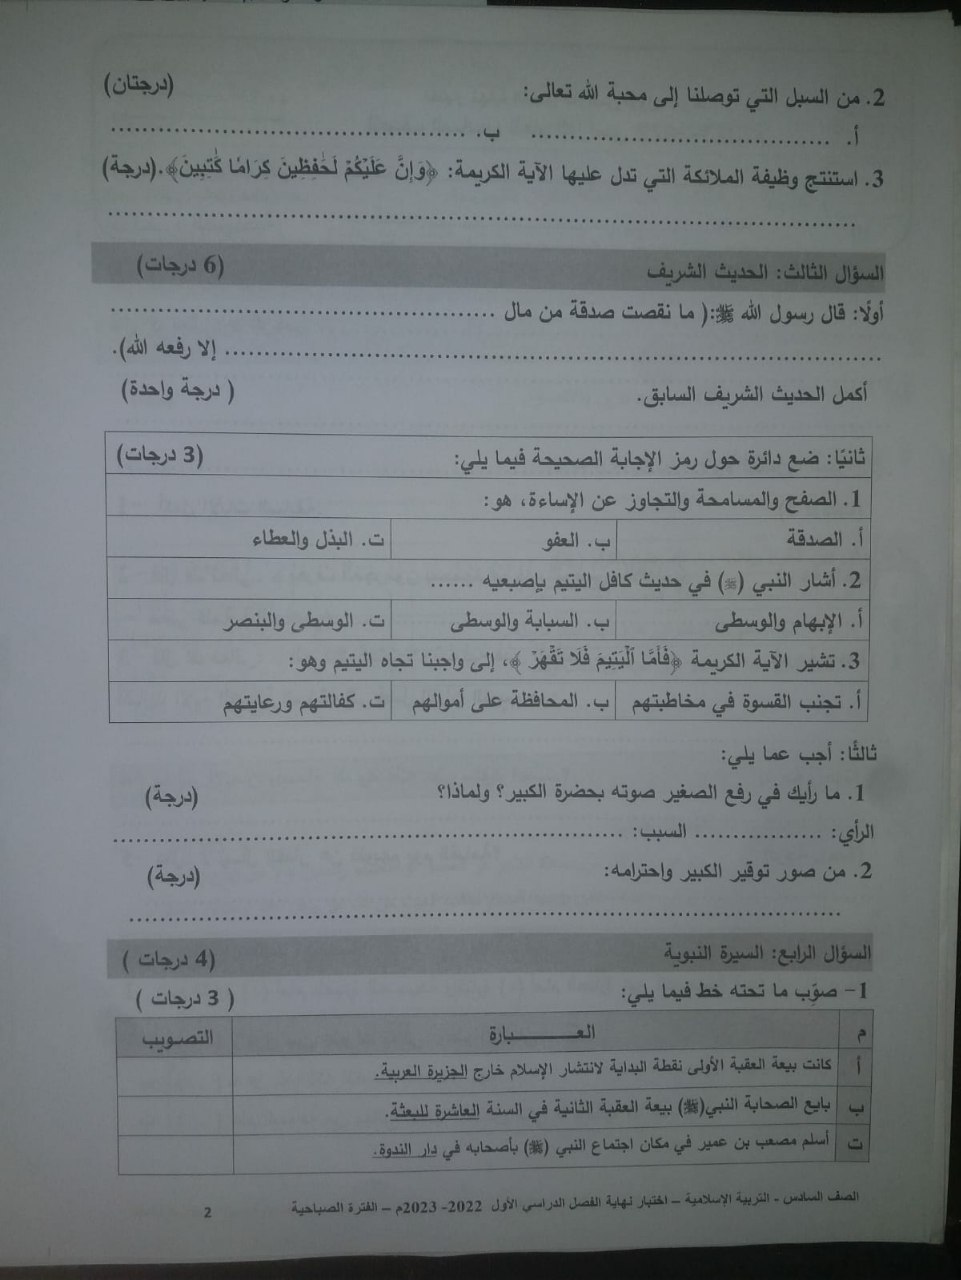 2. من السبل التي توصلنا إلى محبة الله تعالى: (درجتان)
أ. ........................................ ب. ................................................
3. استنتج وظيفة الملائكة التي تدل عليها الآية الكريمة: ﴿وَإِنَّ عَلَيْكُمْ لَحَٰفِظِينَ كِرَامًا كَٰتِبِينَ﴾. (درجة)
................................................................................................
السؤال الثالث: الحديث الشريف (6 درجات)
أولًا: قال رسول الله ﷺ:( ما نقصت صدقة من مال ................................................
................................................................................ إلا رفعه الله).
أكمل الحديث الشريف السابق. ( درجة واحدة)
ثانيًا: ضع دائرة حول رمز الإجابة الصحيحة فيما يلي: (3 درجات)
1. الصفح والمسامحة والتجاوز عن الإساءة، هو:
أ. الصدقة ب. العفو ت. البذل والعطاء
2. أشار النبي (ﷺ) في حديث كافل اليتيم بإصبعيه ......
أ. الإبهام والوسطى ب. السبابة والوسطى ت. الوسطى والبنصر
3. تشير الآية الكريمة ﴿فَأَمَّا ٱلْيَتِيمَ فَلَا تَقْهَرْ﴾، إلى واجبنا تجاه اليتيم وهو:
أ. تجنب القسوة في مخاطبتهم ب. المحافظة على أموالهم ت. كفالتهم ورعايتهم
ثالثًا: أجب عما يلي:
1. ما رأيك في رفع الصغير صوته بحضرة الكبير؟ ولماذا؟ (درجة)
الرأي: ................ السبب: ................................................................
2. من صور توقير الكبير واحترامه: (درجة)
................................................................................................
السؤال الرابع: السيرة النبوية (4 درجات )
1- صوّب ما تحته خط فيما يلي: ( 3 درجات )
م العـــــــبارة التصويب
أ كانت بيعة العقبة الأولى نقطة البداية لانتشار الإسلام خارج الجزيرة العربية.
ب بايع الصحابة النبي(ﷺ) بيعة العقبة الثانية في السنة العاشرة للبعثة.
ت أسلم مصعب بن عمير في مكان اجتماع النبي (ﷺ) بأصحابه في دار الندوة.
الصف السادس - التربية الإسلامية – اختبار نهاية الفصل الدراسي الأول 2022- 2023م – الفترة الصباحية 2